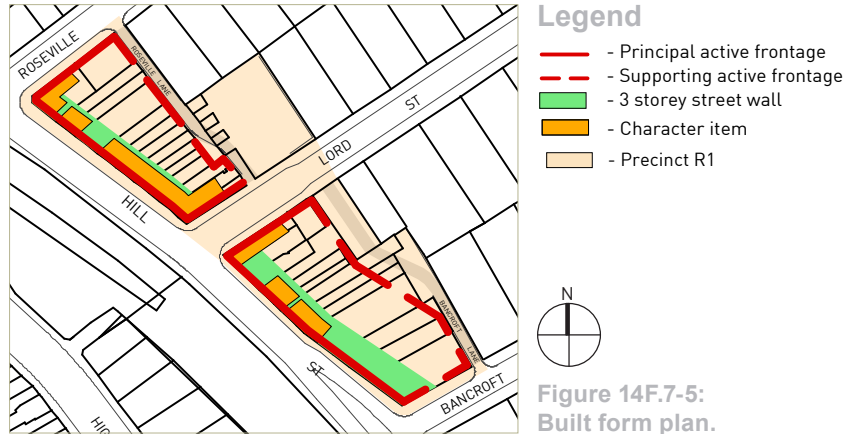 ROSEVILLE
ROSEVILLE LANE
LORD
ST
HILL
ST
BANCROFT
LANE
BANCROFT
HIG
Legend
- Principal active frontage
- Supporting active frontage
- 3 storey street wall
- Character item
- Precinct R1
N
Figure 14F.7-5:
Built form plan.